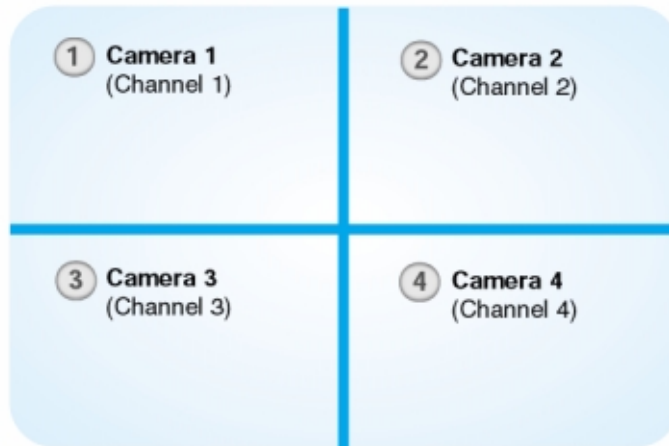 1 Camera 1
(Channel 1)
2 Camera 2
(Channel 2)
3 Camera 3
(Channel 3)
4 Camera 4
(Channel 4)